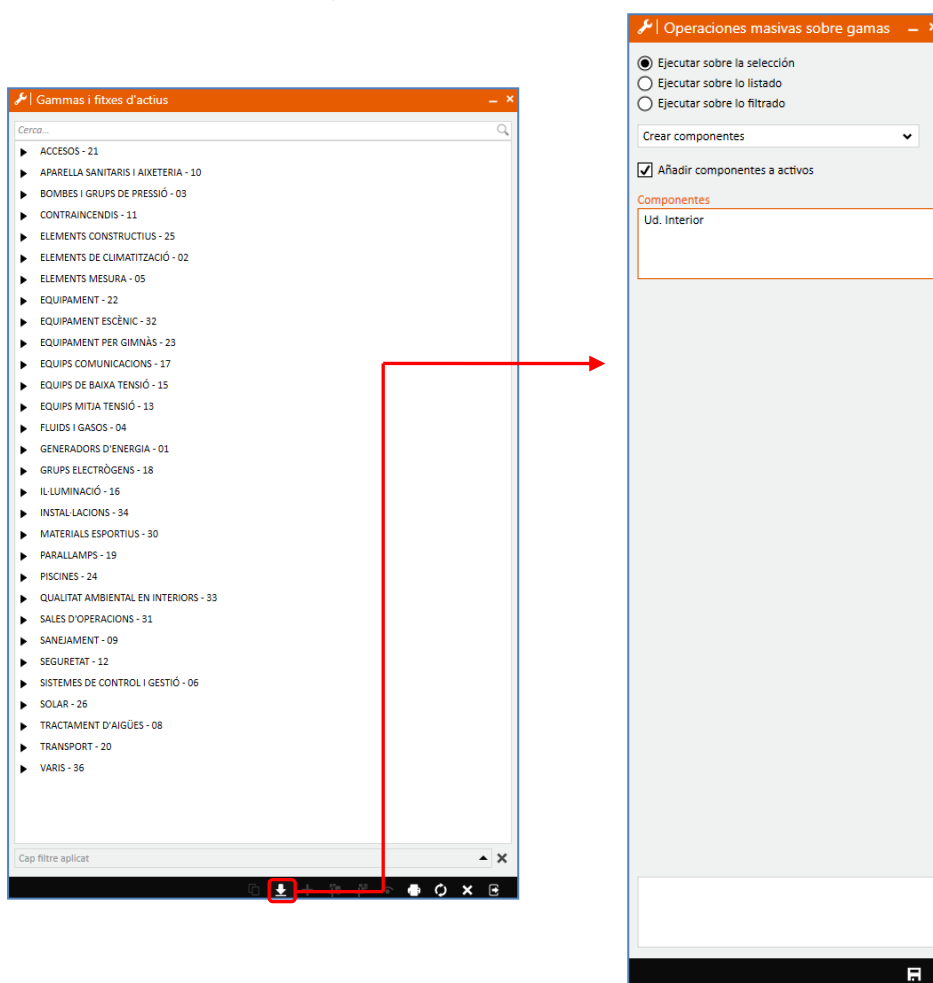 Gammas i fitxes d'actius
Cerca...
ACCESOS - 21
APARELLA SANITARIS I AIXETERIA - 10
BOMBES I GRUPS DE PRESSIÓ - 03
CONTRAINCENDIS - 11
ELEMENTS CONSTRUCTIUS - 25
ELEMENTS DE CLIMATITZACIÓ - 02
ELEMENTS MESURA - 05
EQUIPAMENT - 22
EQUIPAMENT ESCÈNIC - 32
EQUIPAMENT PER GIMNÀS - 23
EQUIPS COMUNICACIONS - 17
EQUIPS DE BAIXA TENSIÓ - 15
EQUIPS MITJA TENSIÓ - 13
FLUIDS I GASOS - 04
GENERADORS D'ENERGIA - 01
GRUPS ELECTRÒGENS - 18
IL·LUMINACIÓ - 16
INSTAL·LACIONS - 34
MATERIALS ESPORTIUS - 30
PARALLAMPS - 19
PISCINES - 24
QUALITAT AMBIENTAL EN INTERIORS - 33
SALES D'OPERACIONS - 31
SANEJAMENT - 09
SEGURETAT - 12
SISTEMES DE CONTROL I GESTIÓ - 06
SOLAR - 26
TRACTAMENT D'AIGÜES - 08
TRANSPORT - 20
VARIS - 36
Cap filtre aplicat
Operaciones masivas sobre gamas
Ejecutar sobre la selección
Ejecutar sobre lo listado
Ejecutar sobre lo filtrado
Crear componentes
Añadir componentes a activos
Componentes
Ud. Interior